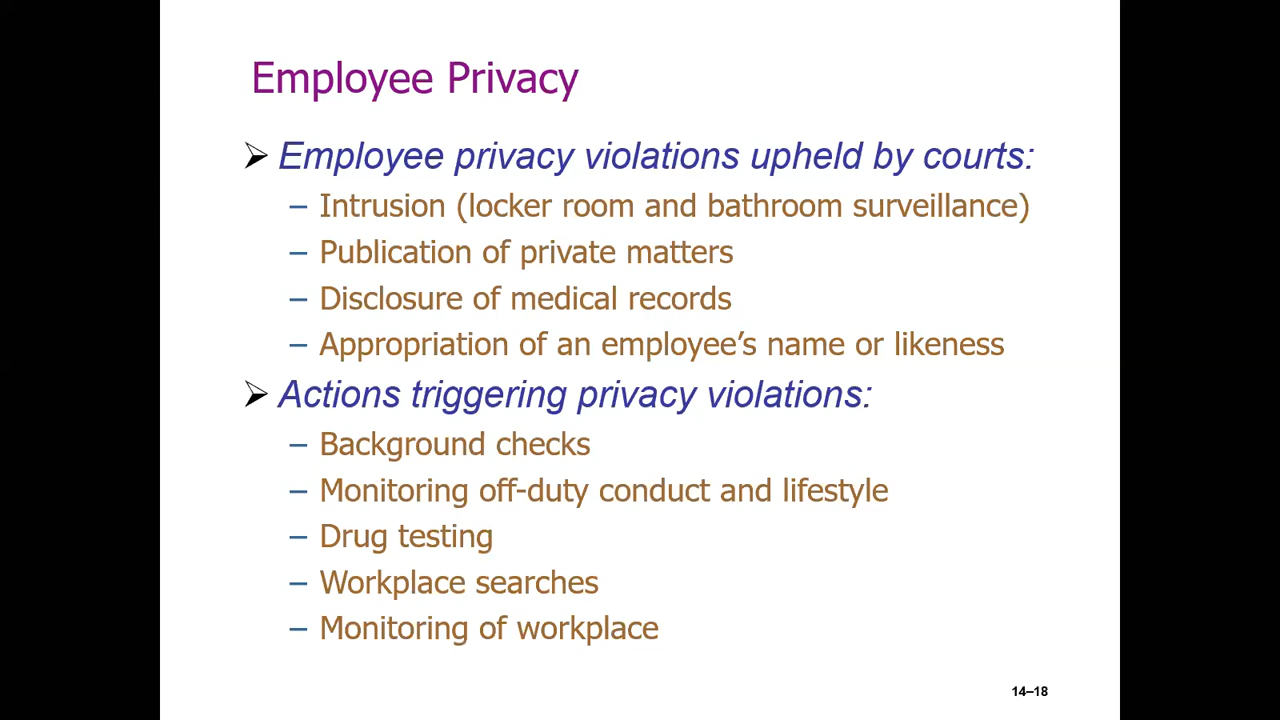 Employee Privacy
➢ Employee privacy violations upheld by courts:
– Intrusion (locker room and bathroom surveillance)
– Publication of private matters
– Disclosure of medical records
– Appropriation of an employee’s name or likeness
➢ Actions triggering privacy violations:
– Background checks
– Monitoring off-duty conduct and lifestyle
– Drug testing
– Workplace searches
– Monitoring of workplace
14–18